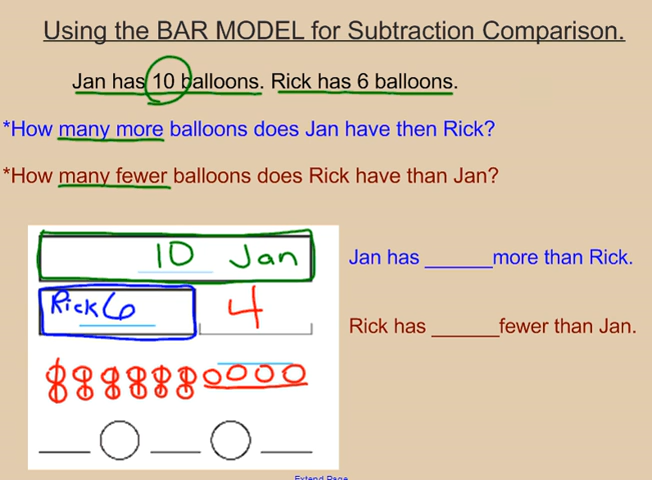 Using the BAR MODEL for Subtraction Comparison.
Jan has 10 balloons. Rick has 6 balloons.
*How many more balloons does Jan have then Rick?
*How many fewer balloons does Rick have than Jan?
10 Jan
Rick 6 4
Jan has ______more than Rick.
Rick has ______fewer than Jan.
Extend Page